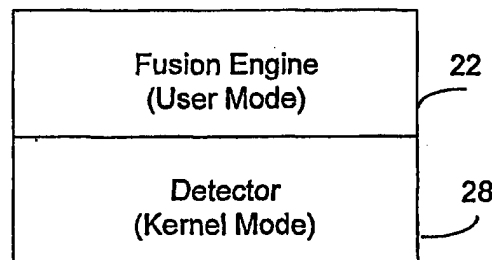 Fusion Engine
(User Mode)
22
Detector
(Kernel Mode)
28